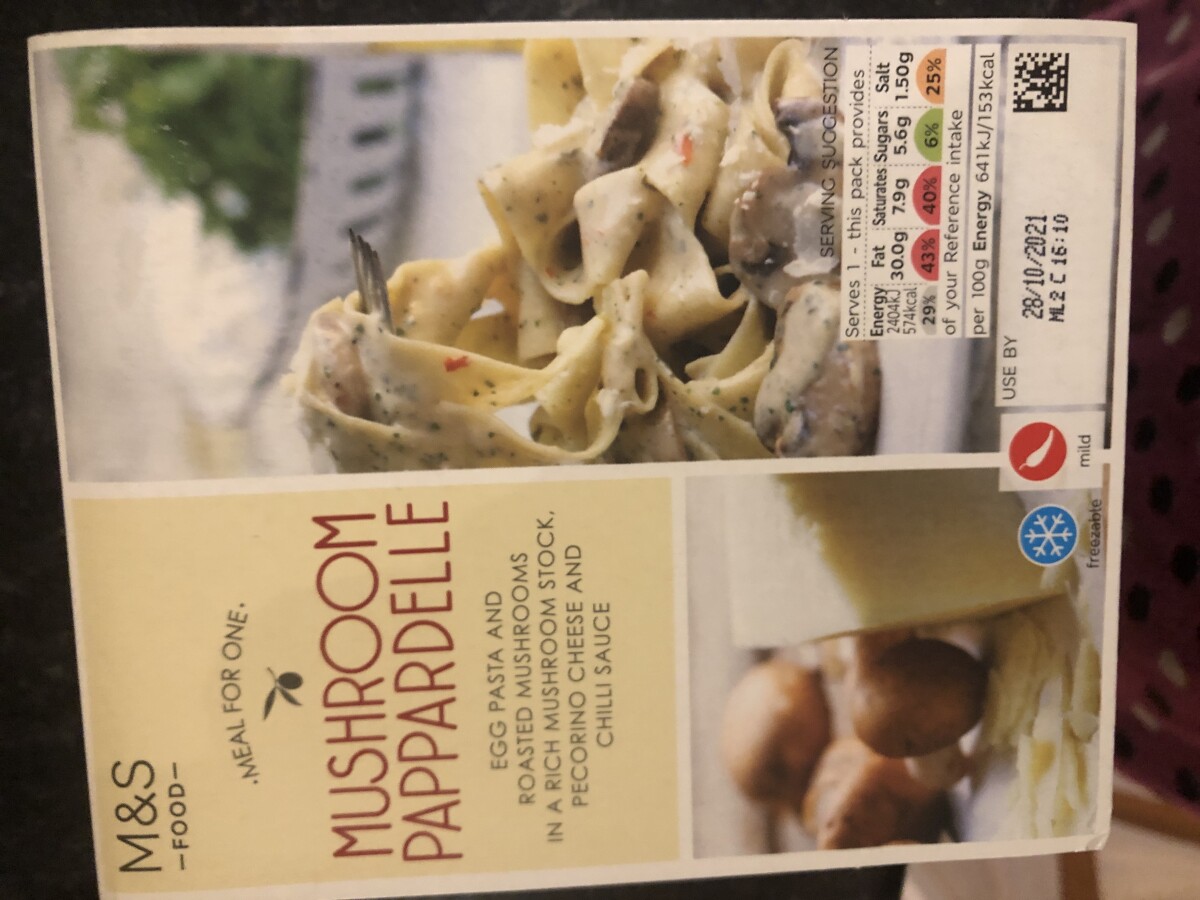 M&S
—FOOD—
.MEAL FOR ONE.
MUSHROOM
PAPPARDELLE
EGG PASTA AND
ROASTED MUSHROOMS
IN A RICH MUSHROOM STOCK,
PECORINO CHEESE AND
CHILLI SAUCE
SERVING SUGGESTION
Serves 1 - this pack provides
Energy Fat Saturates Sugars Salt
2404kJ 30.0g 7.9g 5.6g 1.50g
574kcal
29% 43% 40% 6% 25%
of your Reference intake
per 100g Energy 641kJ/153kcal
USE BY
28/10/2021
ML2 C 16:10
mild
freezable